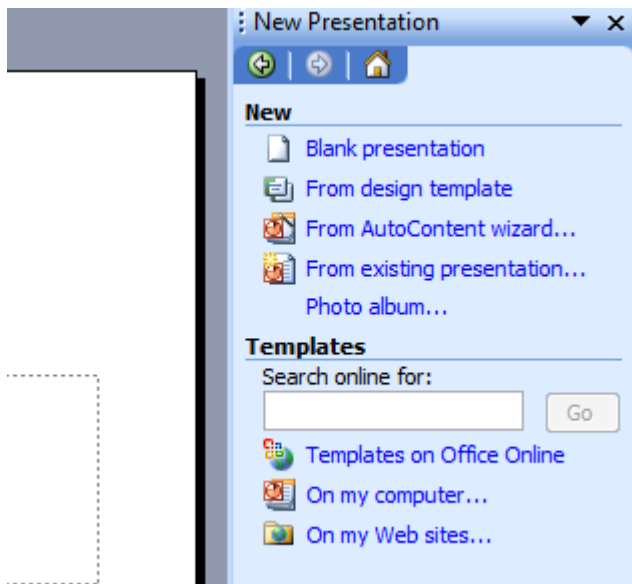 New Presentation
New
Blank presentation
From design template
From AutoContent wizard...
From existing presentation...
Photo album...
Templates
Search online for:
Go
Templates on Office Online
On my computer...
On my Web sites...